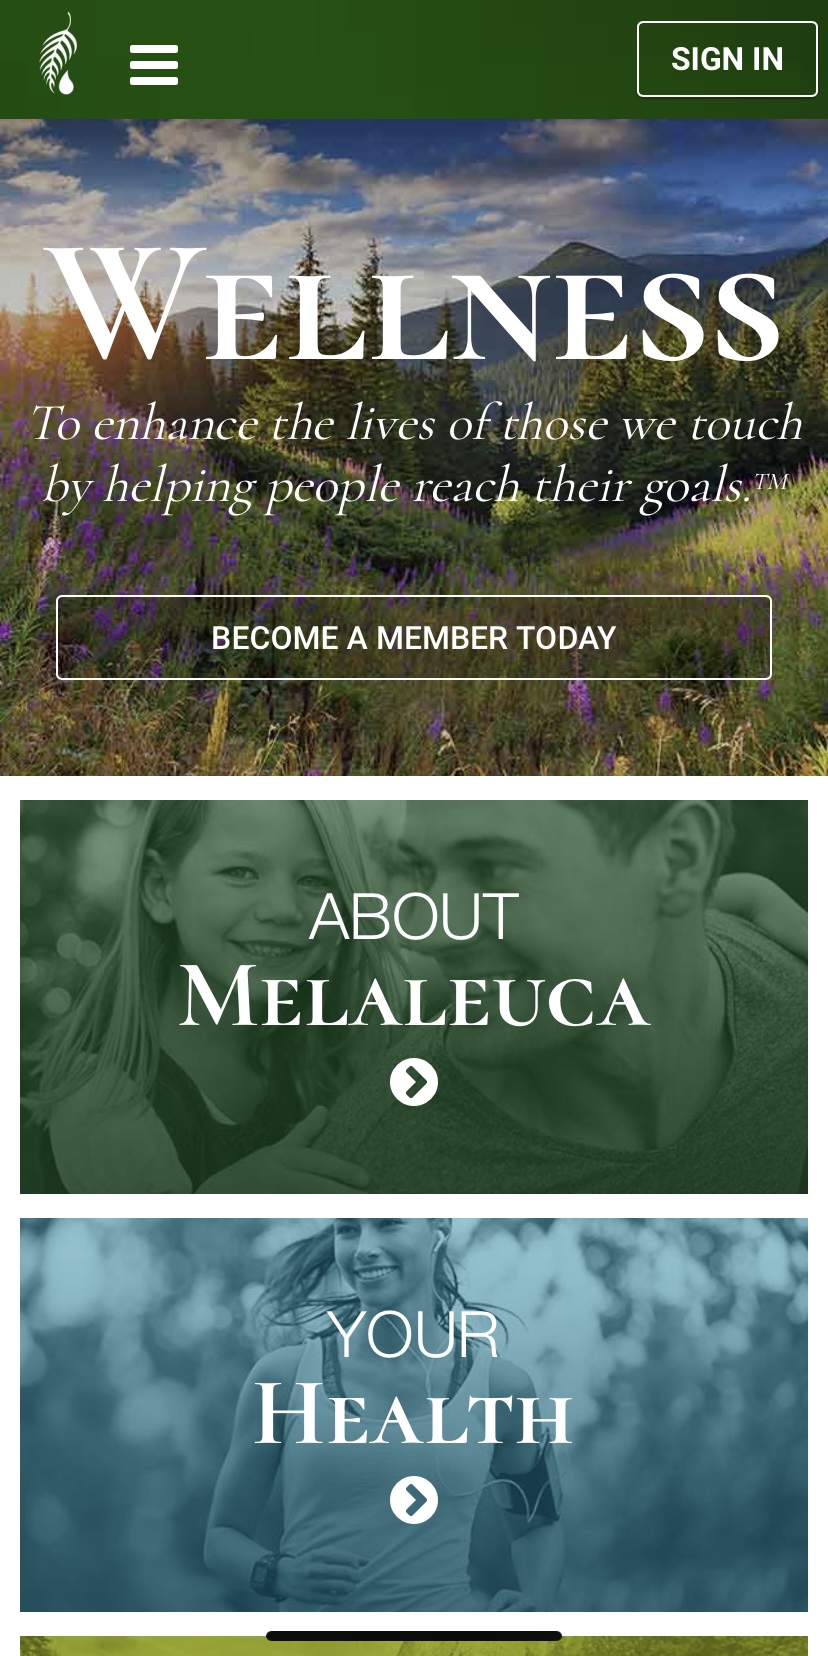 SIGN IN
WELLNESS
To enhance the lives of those we touch
by helping people reach their goals.™
BECOME A MEMBER TODAY
ABOUT
MELALEUCA
YOUR
HEALTH